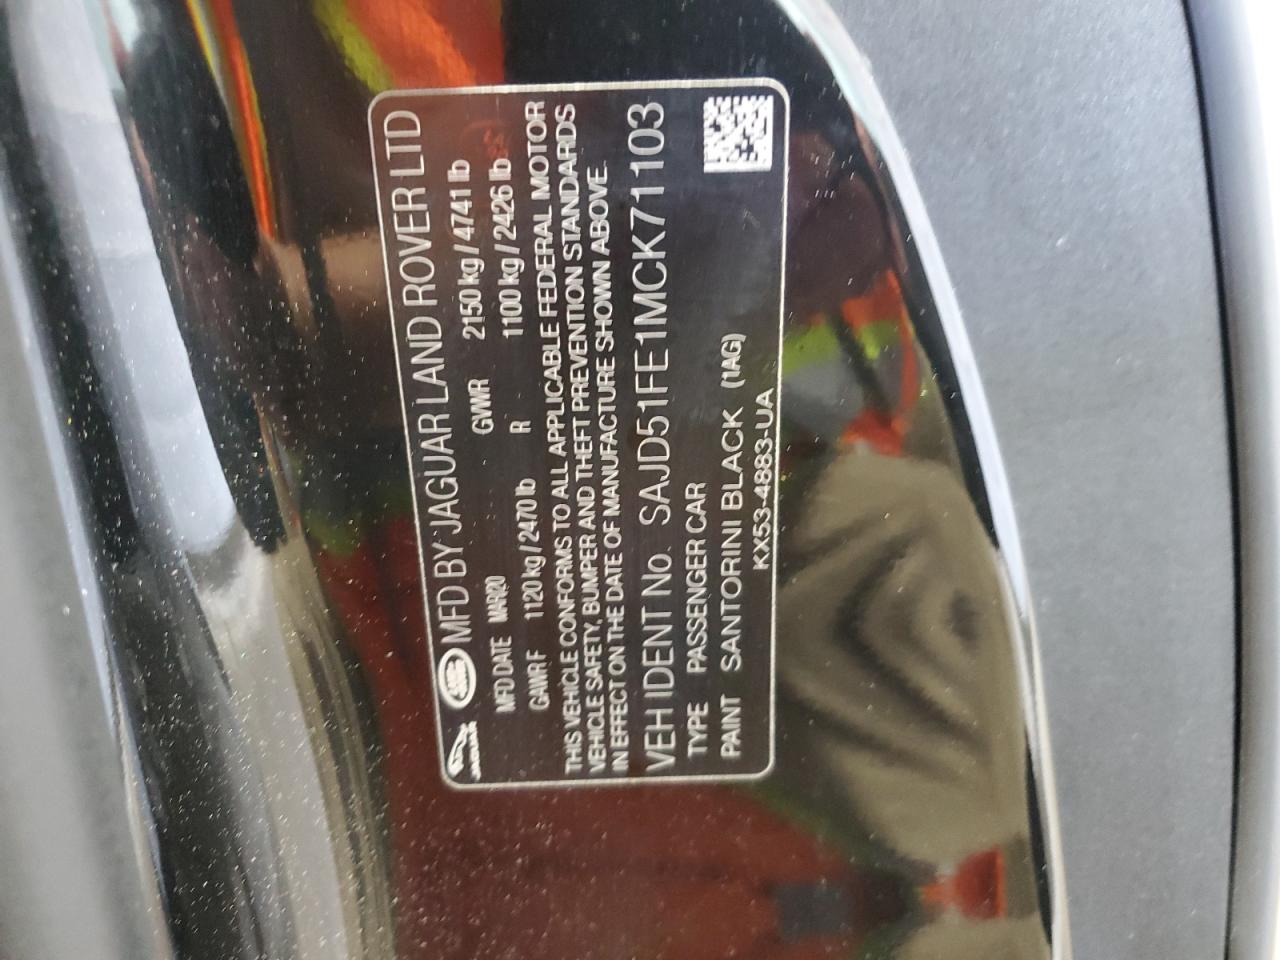 JAGUAR LAND ROVER MFD BY JAGUAR LAND ROVER LTD
MFD DATE MAR20 GVWR 2150 kg / 4741 lb
GAWR F 1120 kg / 2470 lb R 1100 kg / 2426 lb
THIS VEHICLE CONFORMS TO ALL APPLICABLE FEDERAL MOTOR
VEHICLE SAFETY, BUMPER AND THEFT PREVENTION STANDARDS
IN EFFECT ON THE DATE OF MANUFACTURE SHOWN ABOVE.
VEH IDENT No. SAJD51FE1MCK71103
TYPE PASSENGER CAR
PAINT SANTORINI BLACK (1AG)
KX53-4883-UA